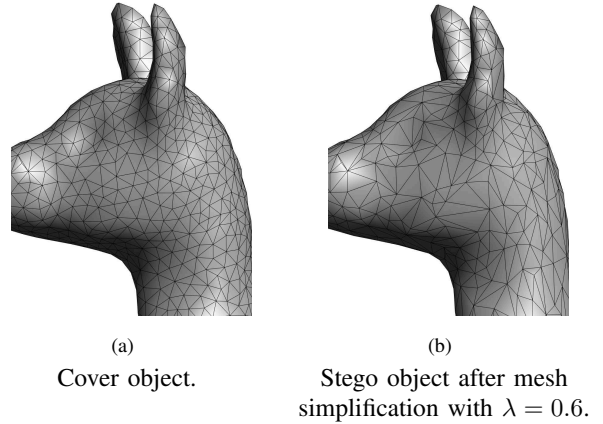 (a)
Cover object.
(b)
Stego object after mesh
simplification with λ = 0.6.